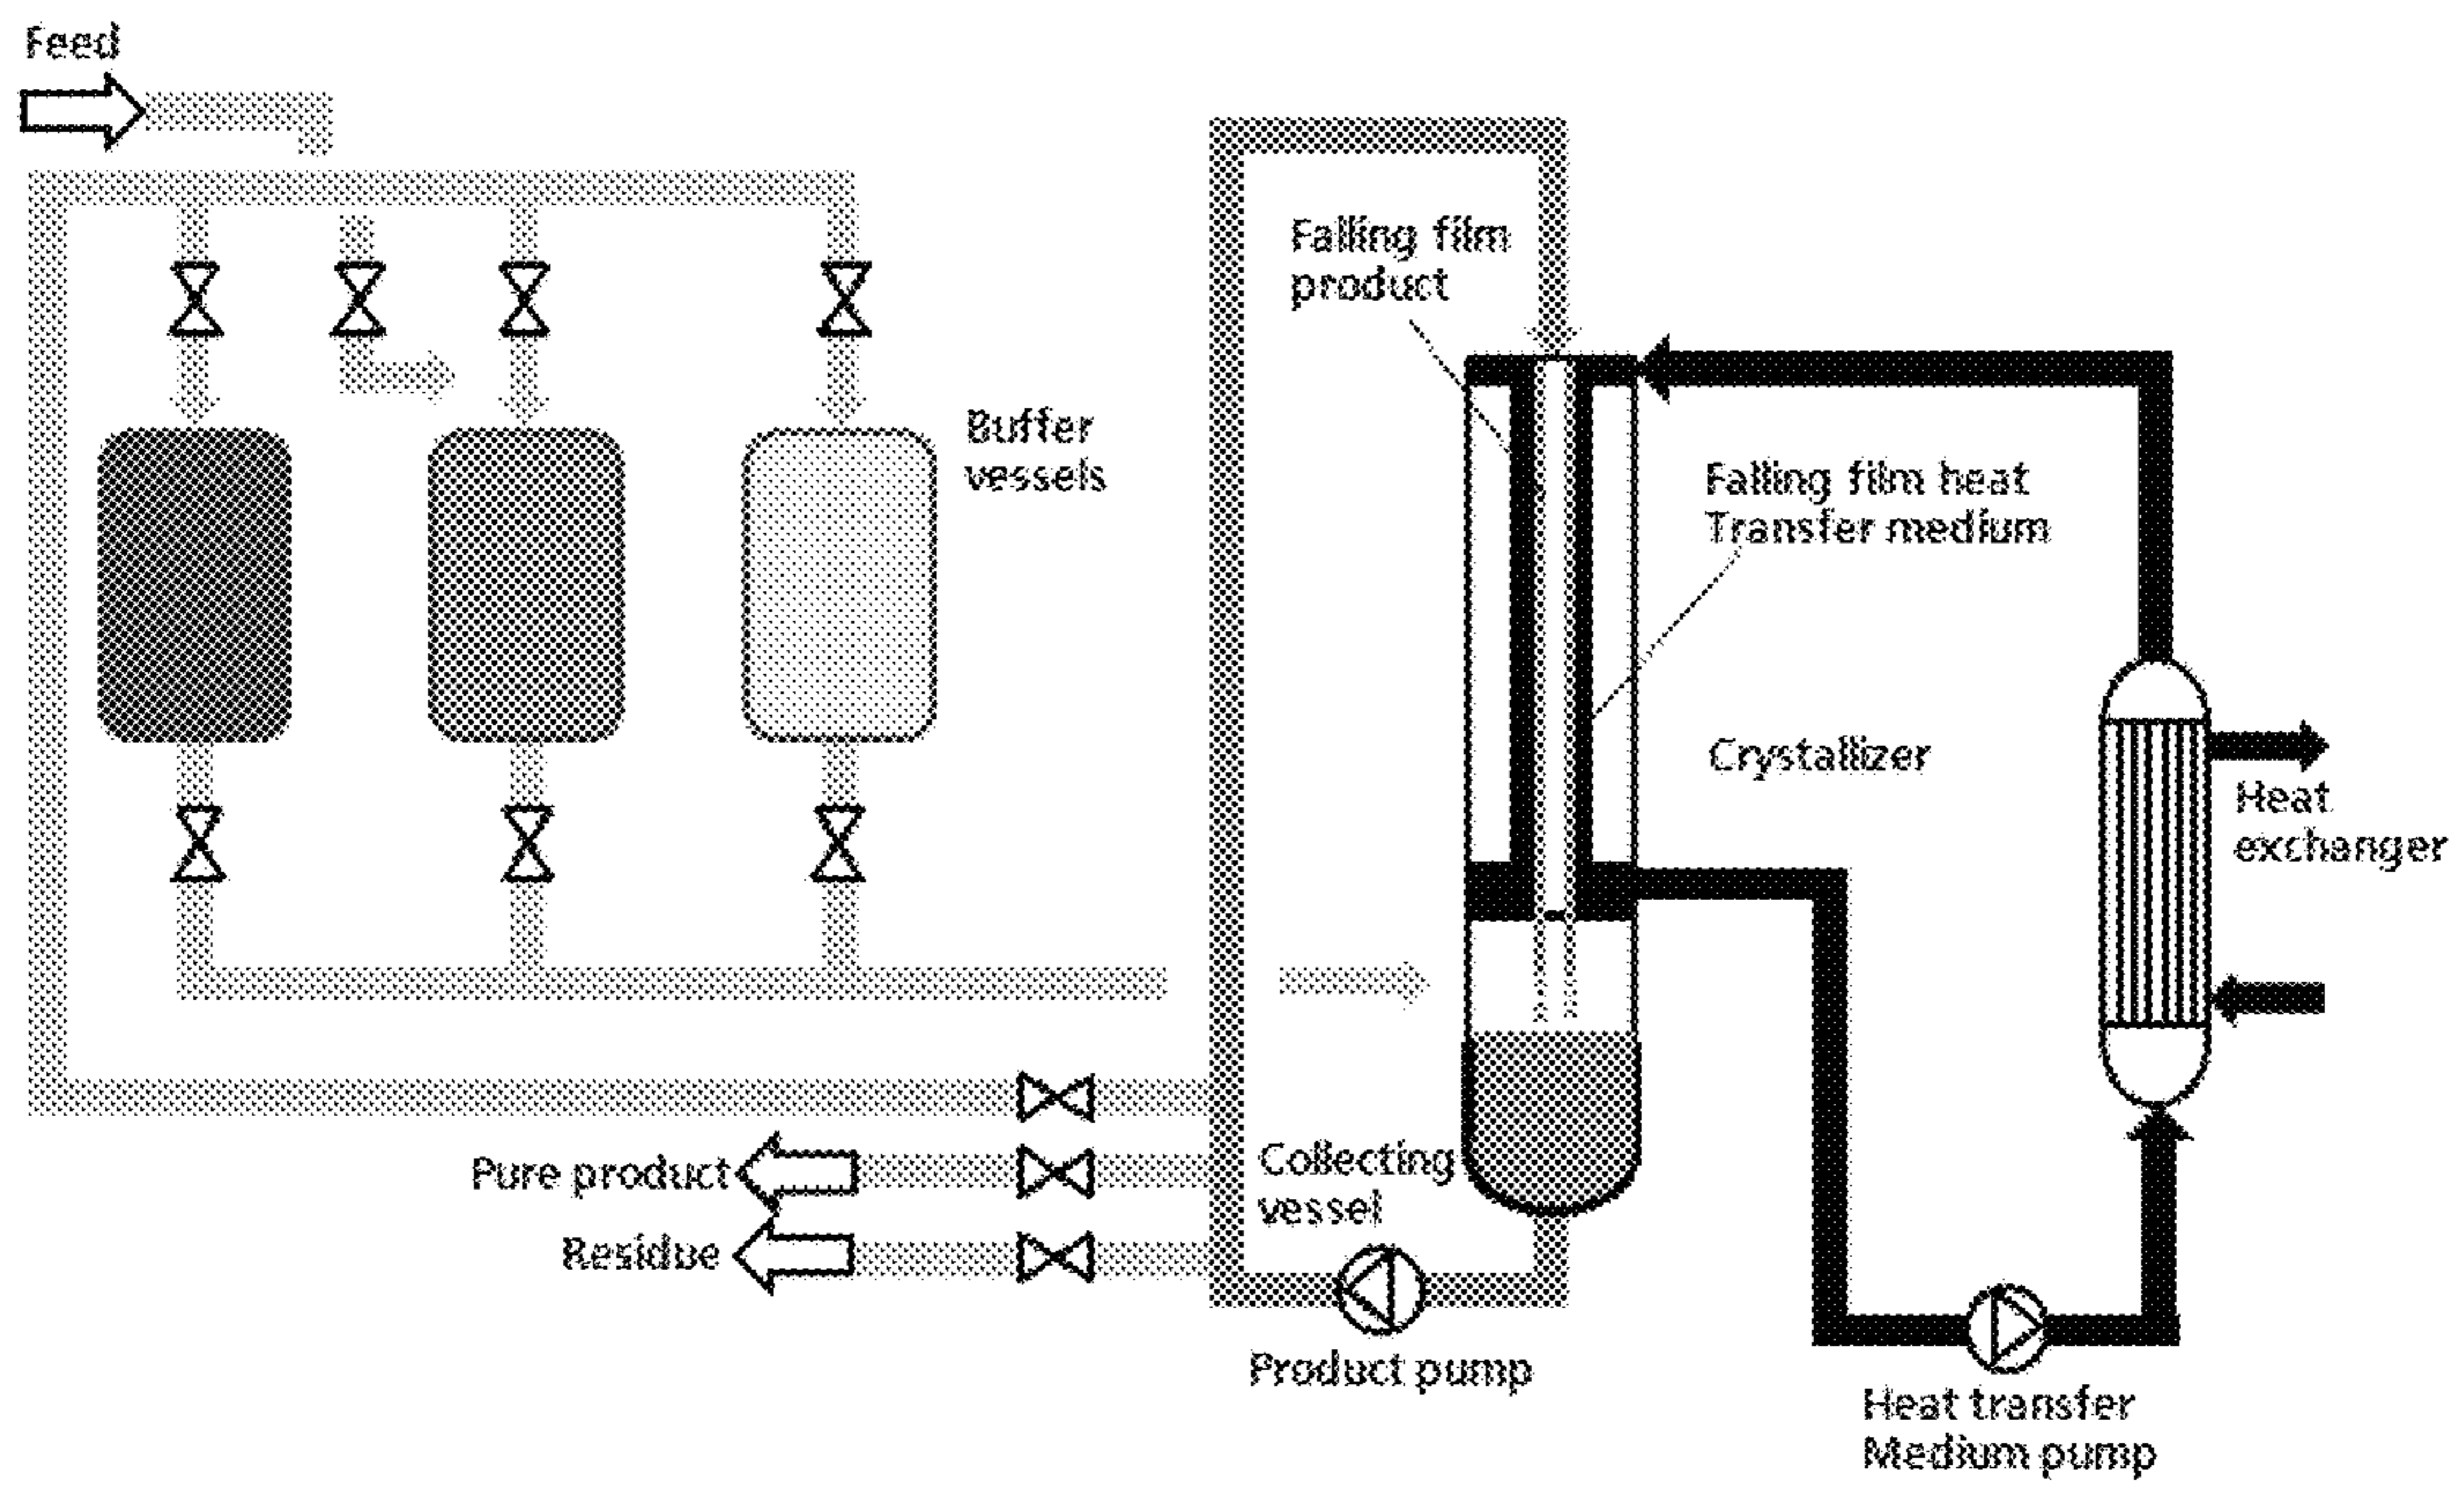 Feed
Falling film
product
Buffer
vessels
Falling film heat
Transfer medium
Crystallizer
Heat
exchanger
Pure product
Collecting
vessel
Residue
Product pump
Heat transfer
Medium pump